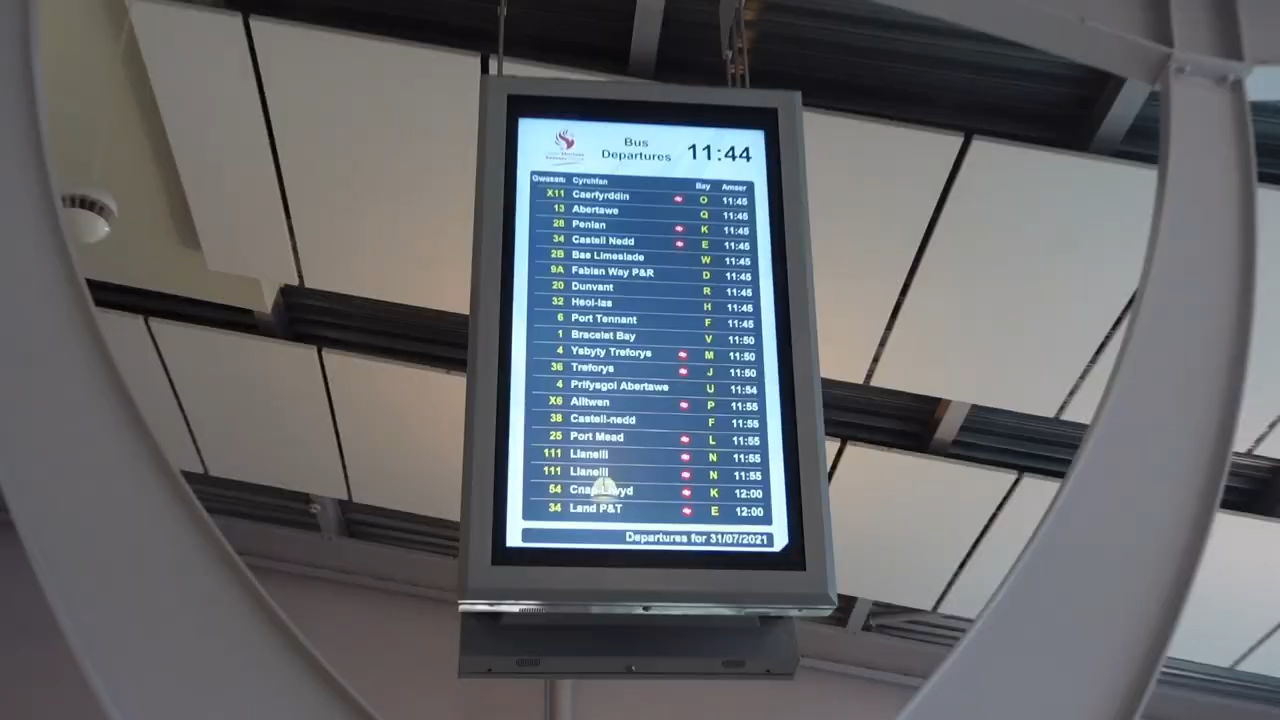 Bus
Departures
11:44
Gwasanu Cyrchfan Bay Amser
X11 Caerfyrddin O 11:45
13 Abertawe Q 11:45
28 Penlan K 11:45
34 Castell Nedd E 11:45
2B Bae Limeslade W 11:45
9A Fabian Way P&R D 11:45
20 Dunvant R 11:45
32 Heol-las H 11:45
6 Port Tennant F 11:45
1 Bracelet Bay V 11:50
4 Ysbyty Treforys M 11:50
36 Treforys J 11:50
4 Prifysgol Abertawe U 11:54
X6 Alltwen P 11:55
38 Castell-nedd F 11:55
25 Port Mead L 11:55
111 Llanelli N 11:55
111 Llanelli N 11:55
54 K 12:00
34 Land P&T E 12:00
Departures for 31/07/2021